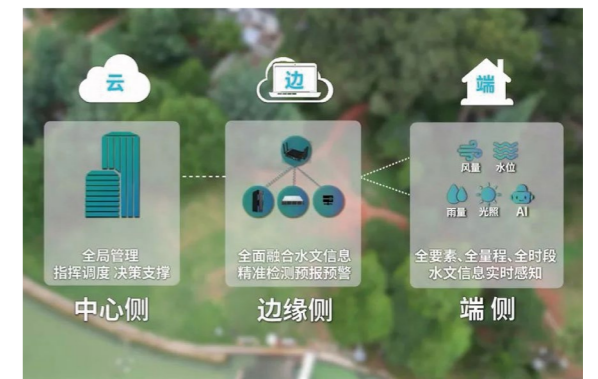 云
边
端
风量 水位
雨量 光照 AI
全局管理
指挥调度 决策支撑
全面融合水文信息
精准检测预报预警
全要素、全量程、全时段
水文信息实时感知
中心侧
边缘侧
端 侧